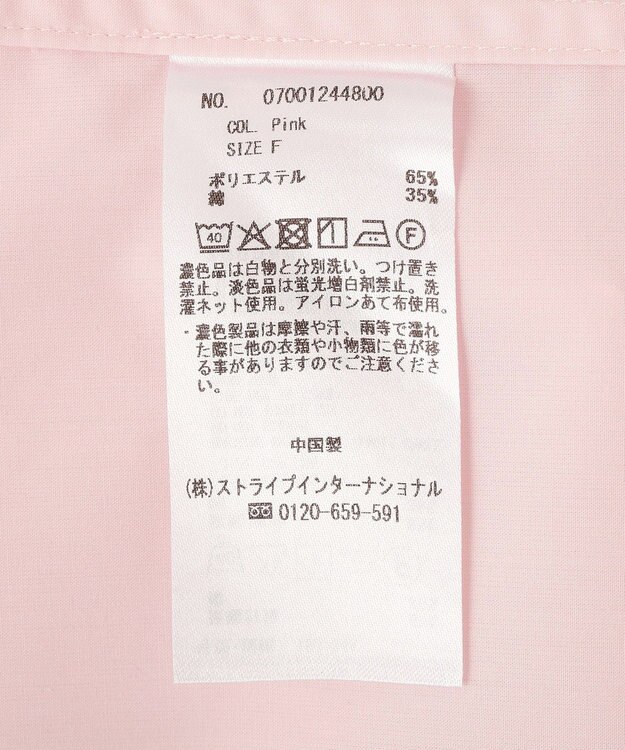 NO. 07001244800
COL. Pink
SIZE F
ポリエステル 65%
綿 35%
40 F
濃色品は白物と分別洗い。つけ置き
禁止。淡色品は蛍光増白剤禁止。洗
濯ネット使用。アイロンあて布使用。
・濃色製品は摩擦や汗、雨等で濡れ
た際に他の衣類や小物類に色が移
る事がありますのでご注意くださ
い。
中国製
(株)ストライプインターナショナル
0120-659-591